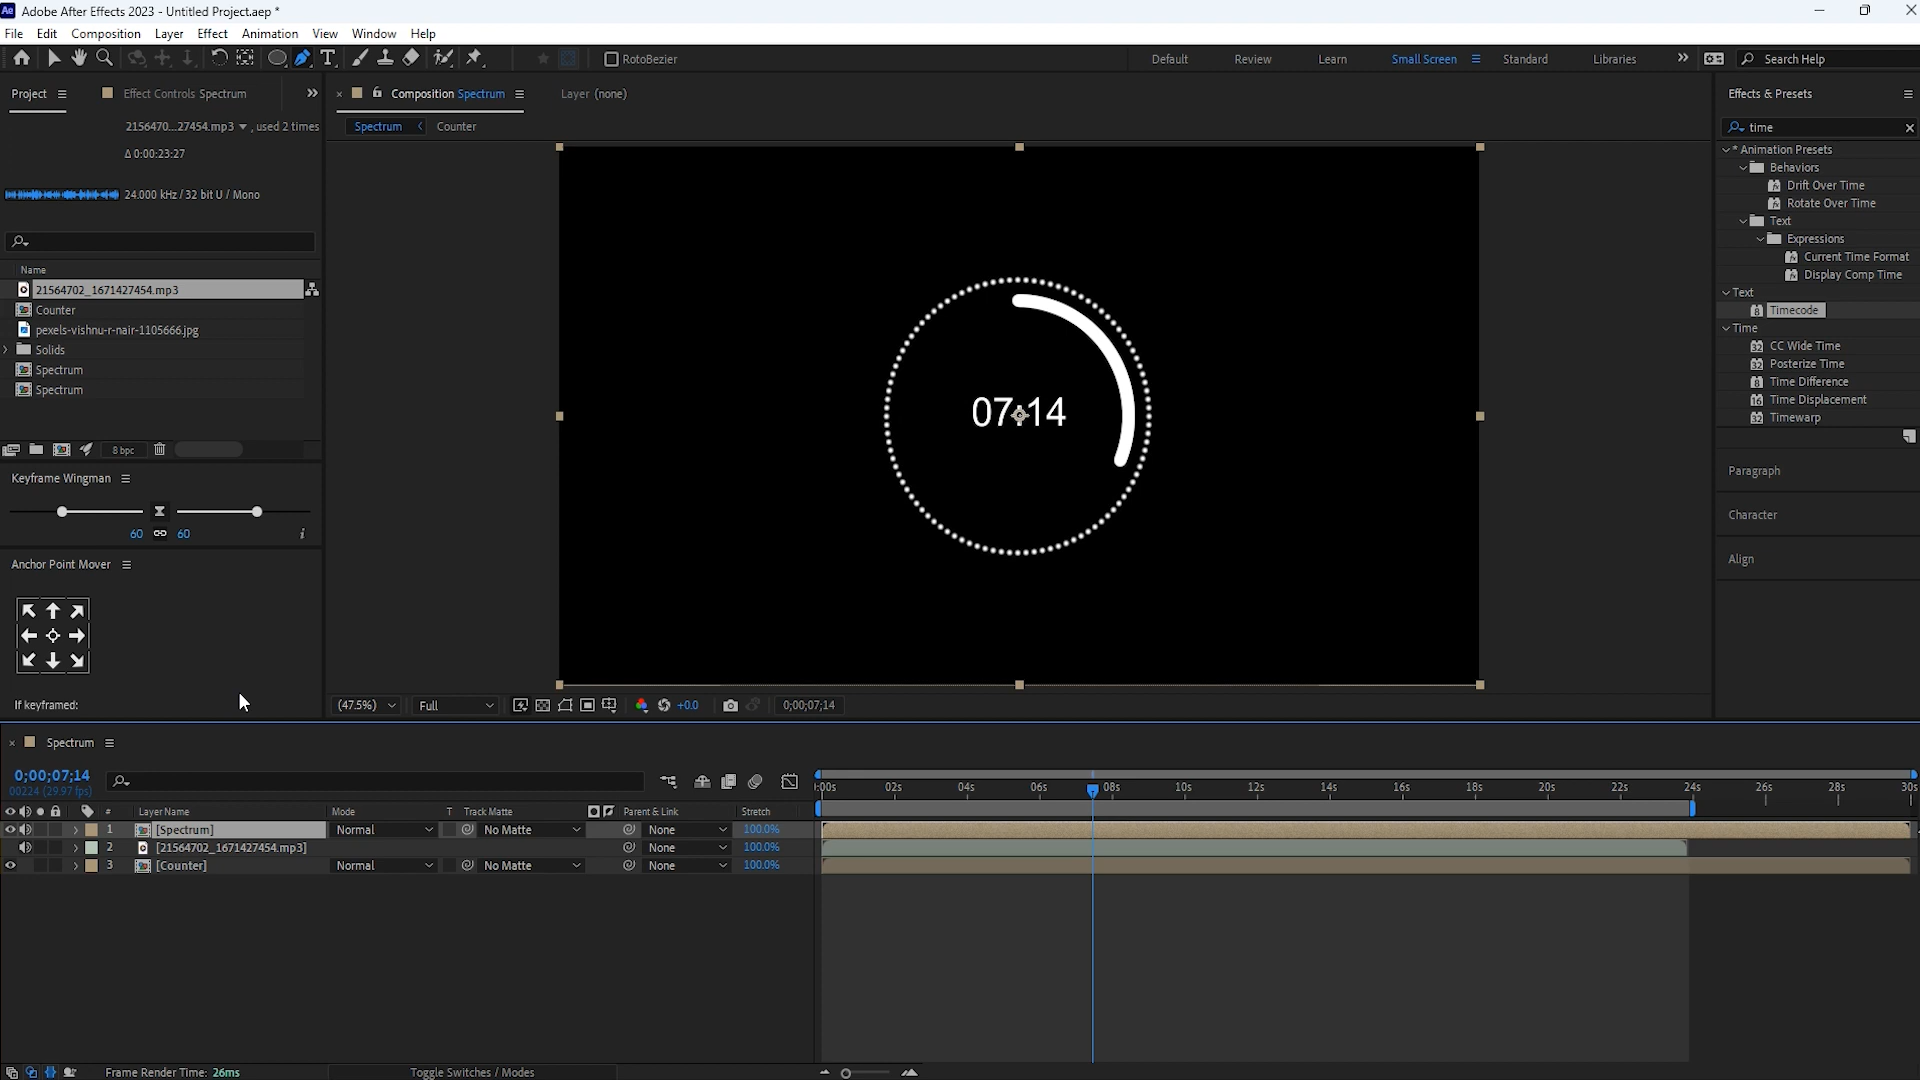 Ae Adobe After Effects 2023 - Untitled Project.aep *
File Edit Composition Layer Effect Animation View Window Help
RotoBezier Default Review Learn Small Screen Standard Libraries Search Help
Project Effect Controls Spectrum
2156470...27454.mp3 , used 2 times
Δ 0:00:23:27
24.000 kHz / 32 bit U / Mono
Name
21564702_1671427454.mp3
Counter
pexels-vishnu-r-nair-1105666.jpg
Solids
Spectrum
Spectrum
8 bpc
Keyframe Wingman
60 60 i
Anchor Point Mover
If keyframed:
Composition Spectrum Layer (none)
Spectrum Counter
07:14
(47.5%) Full +0.0 0;00;07;14
Effects & Presets
time
* Animation Presets
Behaviors
Drift Over Time
Rotate Over Time
Text
Expressions
Current Time Format
Display Comp Time
Text
8 Timecode
Time
32 CC Wide Time
32 Posterize Time
8 Time Difference
16 Time Displacement
32 Timewarp
Paragraph
Character
Align
Spectrum
0;00;07;14
00224 (29.97 fps)
:00s 02s 04s 06s 08s 10s 12s 14s 16s 18s 20s 22s 24s 26s 28s 30s
# Layer Name Mode T Track Matte Parent & Link Stretch
1 [Spectrum] Normal No Matte None 100.0%
2 [21564702_1671427454.mp3] None 100.0%
3 [Counter] Normal No Matte None 100.0%
Frame Render Time: 26ms Toggle Switches / Modes